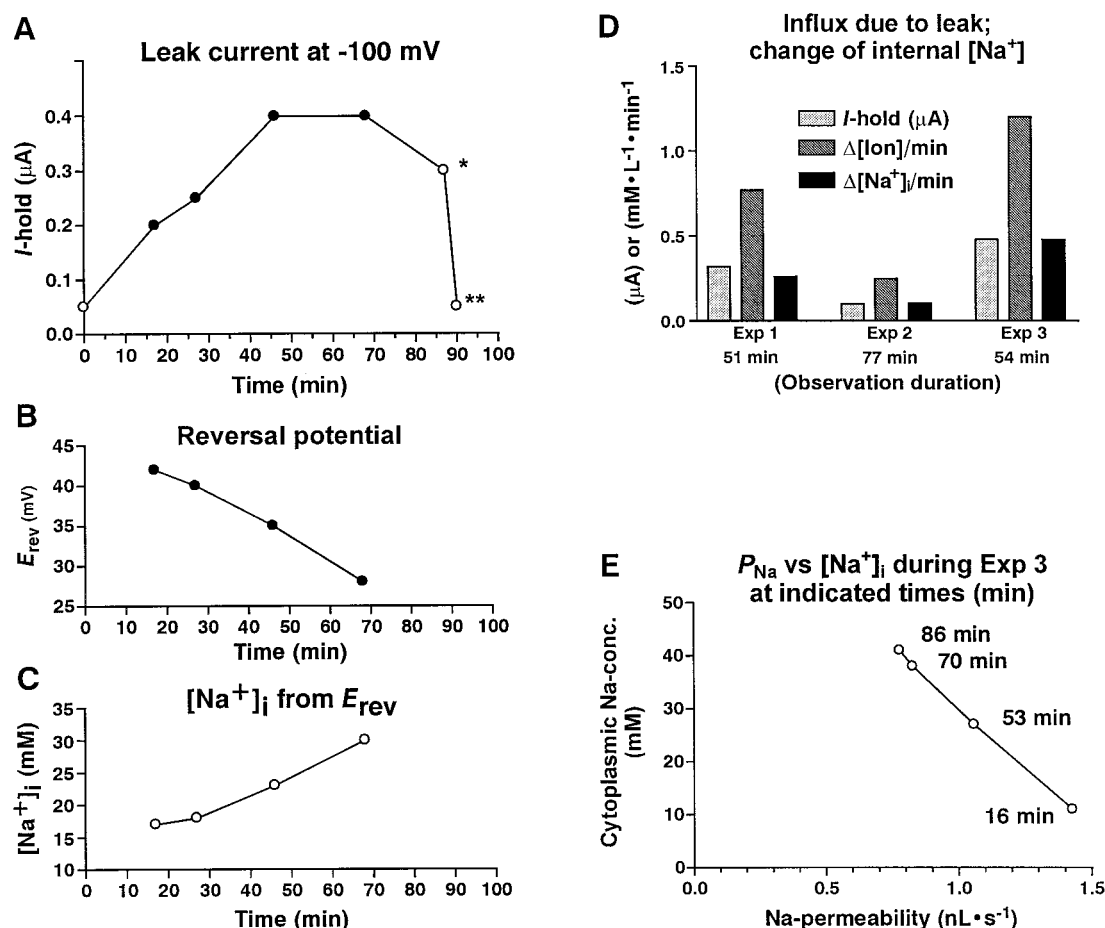 A
Leak current at -100 mV
I-hold (µA)
0.4
0.3
0.2
0.1
0.0
*
**
0 10 20 30 40 50 60 70 80 90 100
Time (min)
B
Reversal potential
Erev (mV)
45
40
35
30
25
0 10 20 30 40 50 60 70 80 90 100
Time (min)
C
[Na+]i from Erev
[Na+]i (mM)
35
30
25
20
15
10
0 10 20 30 40 50 60 70 80 90 100
Time (min)
D
Influx due to leak;
change of internal [Na+]
(µA) or (mM•L-1•min-1)
1.5
1.0
0.5
0.0
I-hold (µA)
Δ[Ion]/min
Δ[Na+]i/min
Exp 1 Exp 2 Exp 3
51 min 77 min 54 min
(Observation duration)
E
PNa vs [Na+]i during Exp 3
at indicated times (min)
Cytoplasmic Na-conc.
(mM)
50
40
30
20
10
0
86 min
70 min
53 min
16 min
0.0 0.5 1.0 1.5
Na-permeability (nL•s-1)